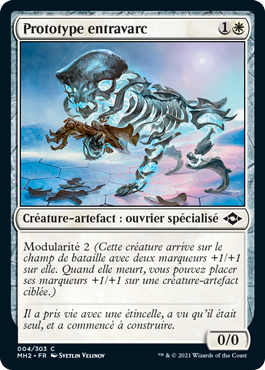 Prototype entravarc 1
Créature-artefact : ouvrier spécialisé
Modularité 2 (Cette créature arrive sur le
champ de bataille avec deux marqueurs +1/+1
sur elle. Quand elle meurt, vous pouvez placer
ses marqueurs +1/+1 sur une créature-artefact
ciblée.)
Il a pris vie avec une étincelle, a vu qu'il était
seul, et a commencé à construire.
0/0
004/303 C
MH2 • FR Svetlin Velinov
™ & © 2021 Wizards of the Coast